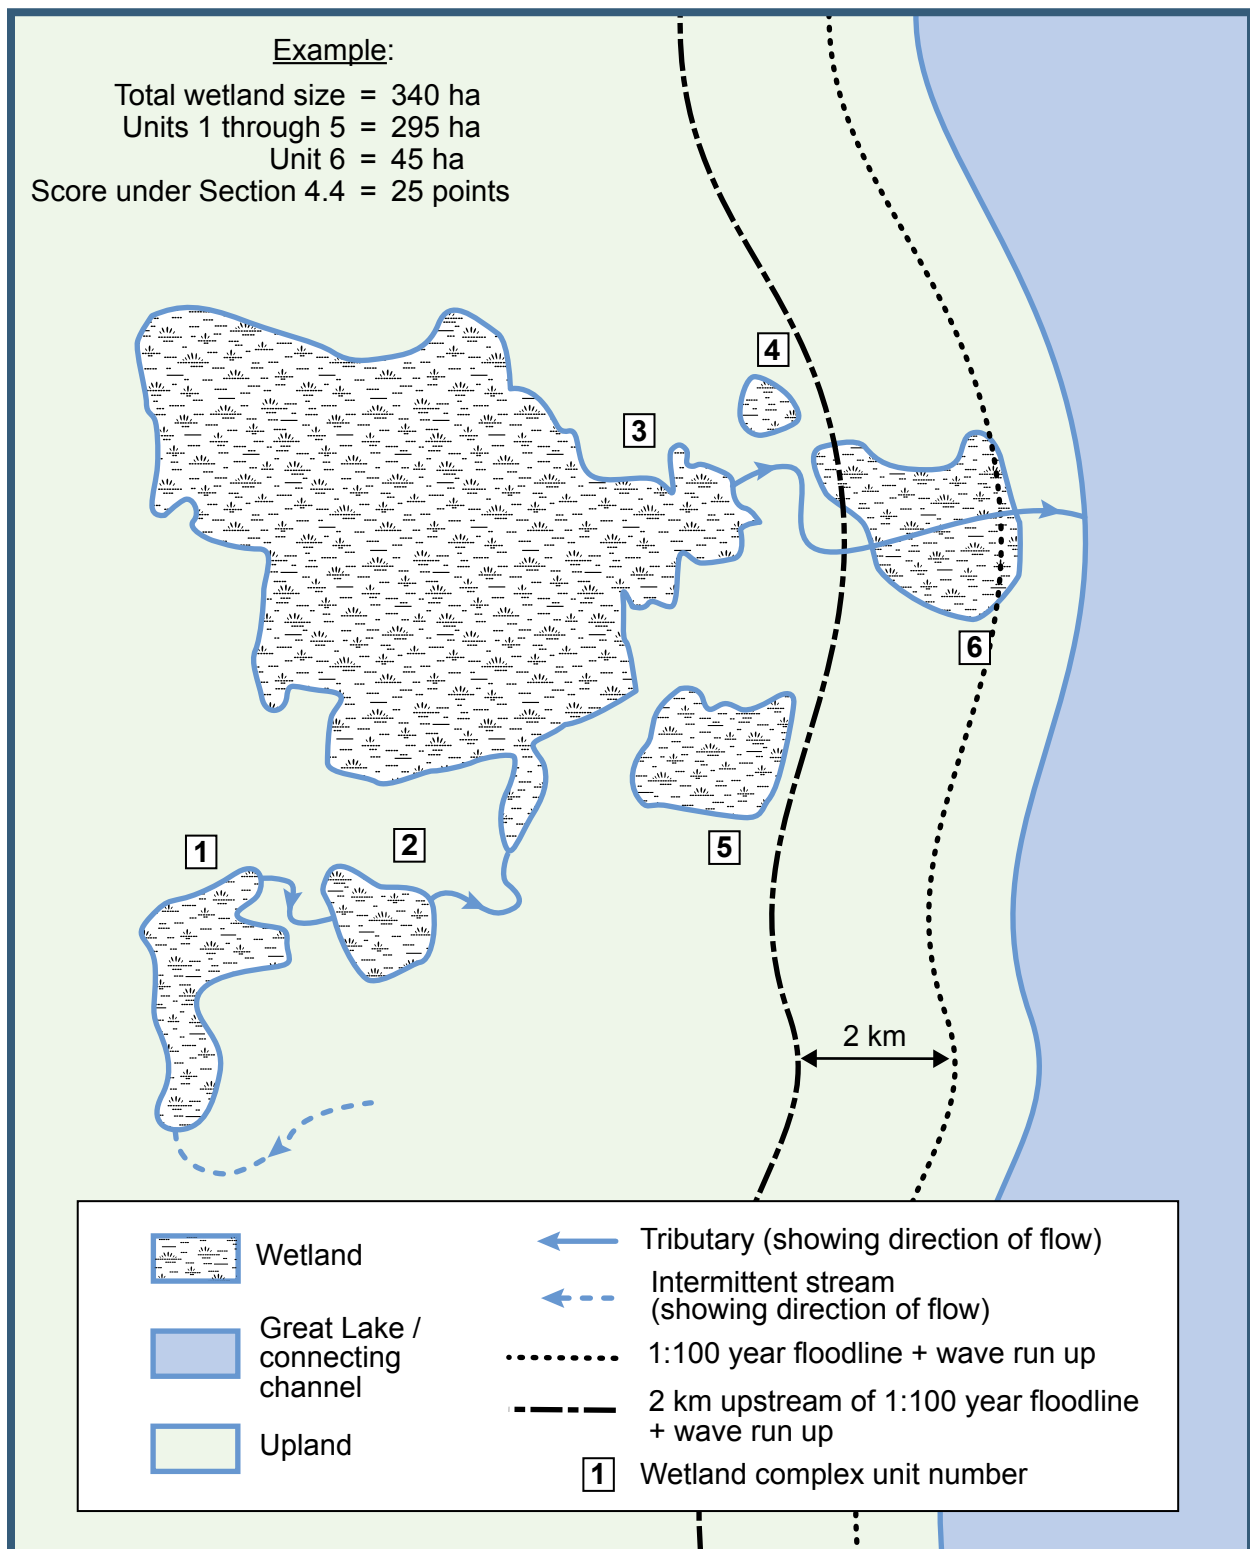 Example:
Total wetland size = 340 ha
Units 1 through 5 = 295 ha
Unit 6 = 45 ha
Score under Section 4.4 = 25 points
4
3
6
5
2
1
2 km
Wetland
Great Lake /
connecting
channel
Upland
Tributary (showing direction of flow)
Intermittent stream
(showing direction of flow)
1:100 year floodline + wave run up
2 km upstream of 1:100 year floodline
+ wave run up
1 Wetland complex unit number